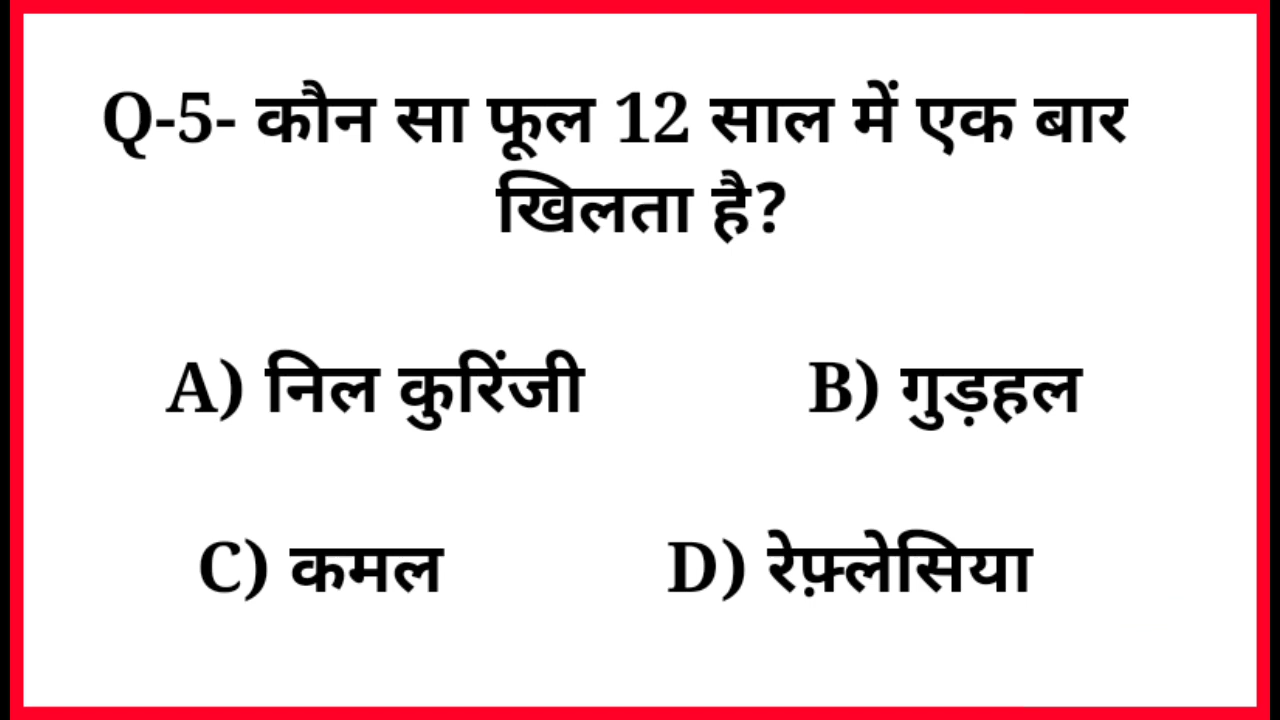 Q-5- कौन सा फूल 12 साल में एक बार
खिलता है?
A) निल कुरिंजी B) गुड़हल
C) कमल D) रेफ़्लेसिया